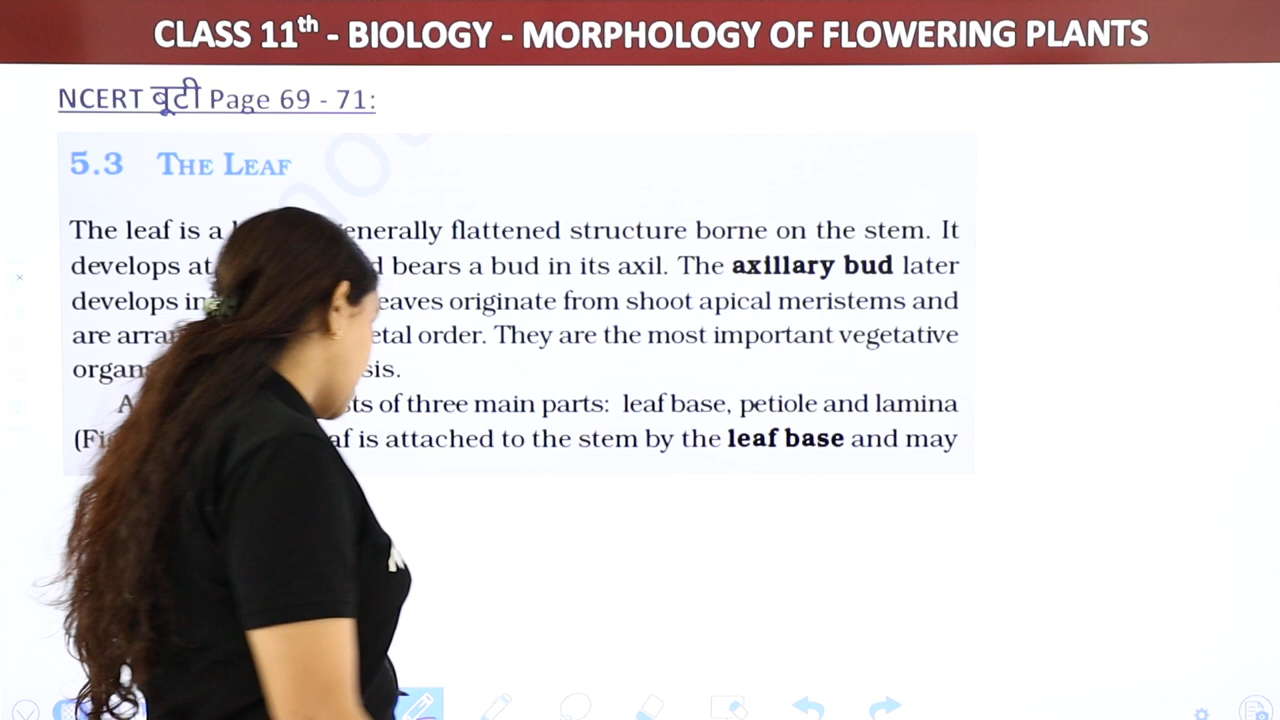 CLASS 11th - BIOLOGY - MORPHOLOGY OF FLOWERING PLANTS
NCERT बूटी Page 69 - 71:
5.3 THE LEAF
The leaf is a enerally flattened structure borne on the stem. It
develops at bears a bud in its axil. The axillary bud later
develops in eaves originate from shoot apical meristems and
are arra etal order. They are the most important vegetative
organ sis.
A sts of three main parts: leaf base, petiole and lamina
(Fi af is attached to the stem by the leaf base and may